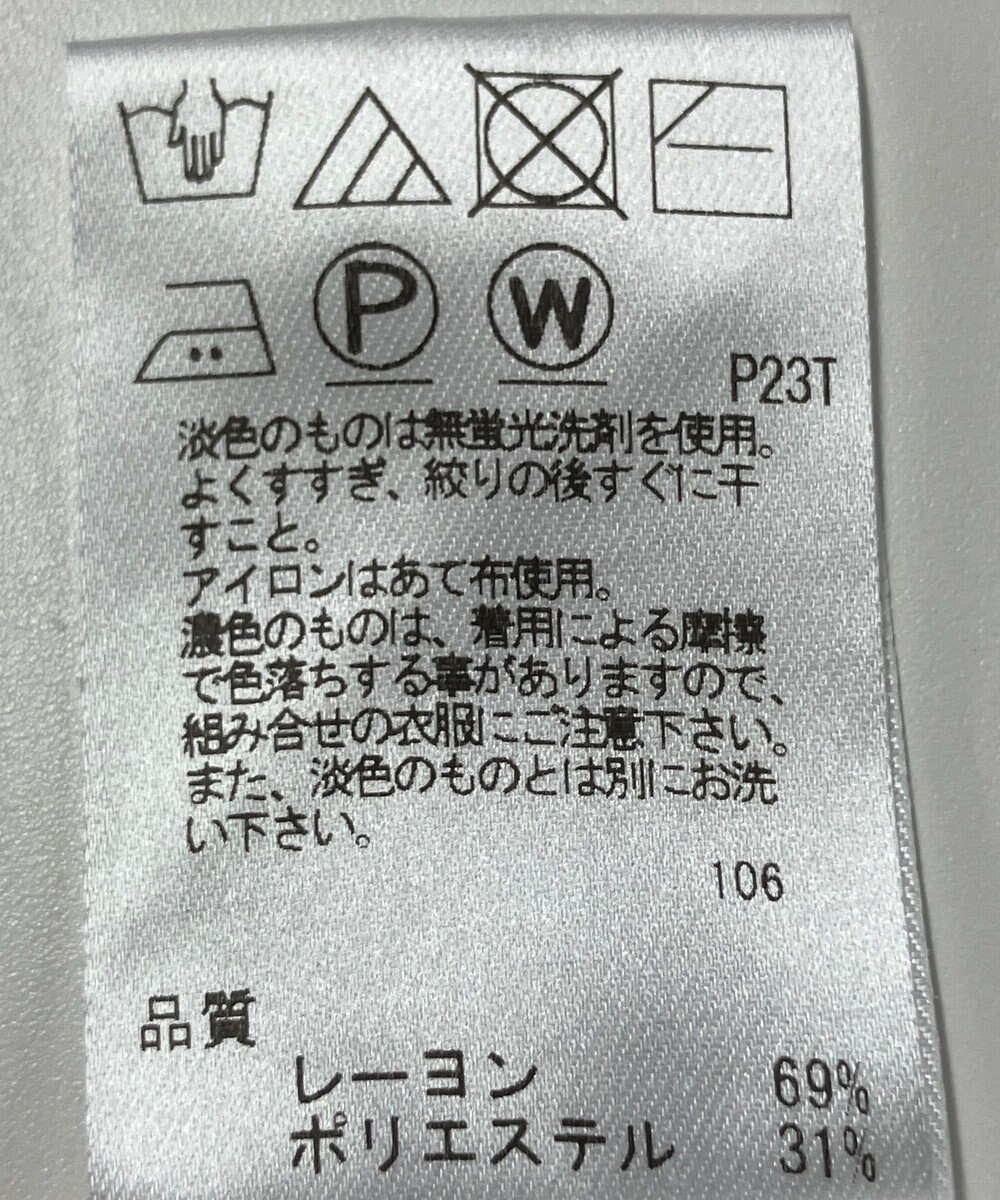 P
W
P23T
淡色のものは無蛍光洗剤を使用。
よくすすぎ、絞りの後すぐに干
すこと。
アイロンはあて布使用。
濃色のものは、着用による摩擦
で色落ちする事がありますので、
組み合せの衣服にご注意下さい。
また、淡色のものとは別にお洗
い下さい。
106
品質
レーヨン 69%
ポリエステル 31%